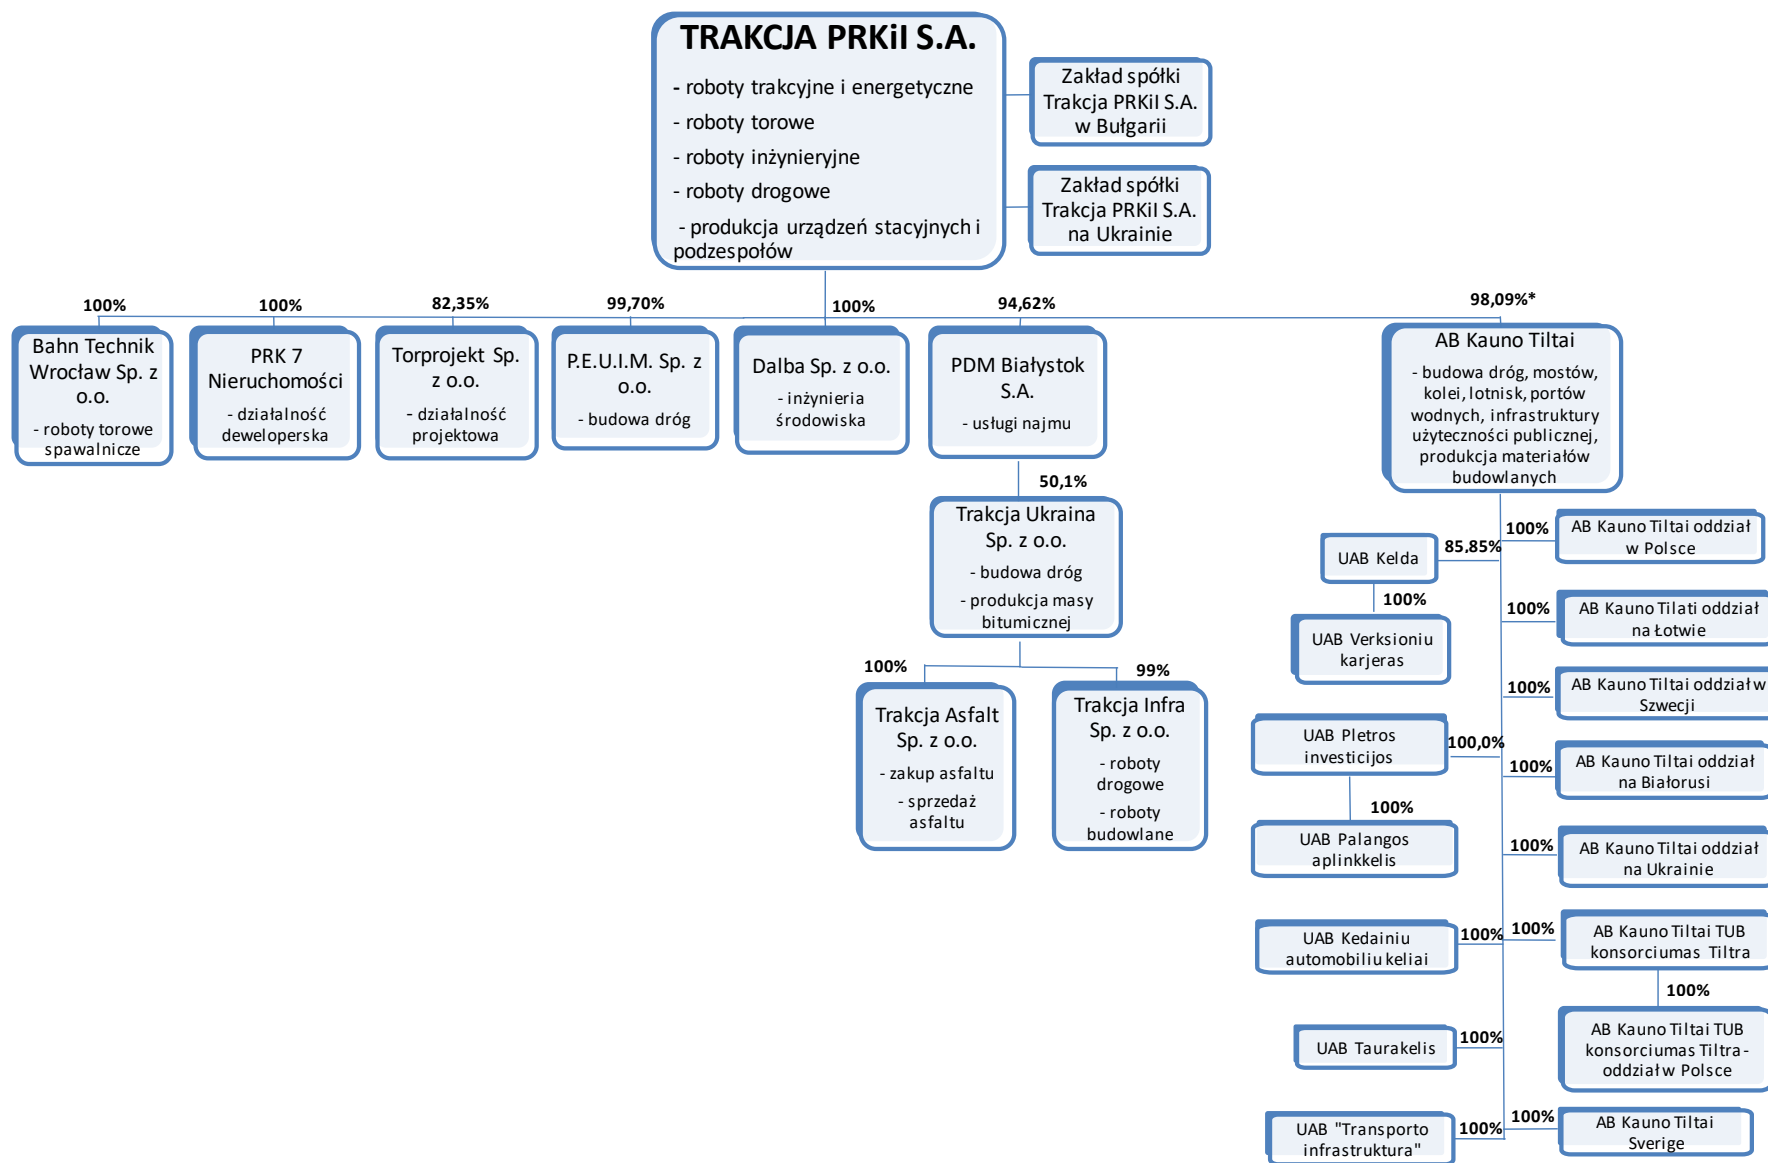 TRAKCJA PRKiI S.A.
- roboty trakcyjne i energetyczne
- roboty torowe
- roboty inżynieryjne
- roboty drogowe
- produkcja urządzeń stacyjnych i
podzespołów
Zakład spółki
Trakcja PRKiI S.A.
w Bułgarii
Zakład spółki
Trakcja PRKiI S.A.
na Ukrainie
100%
100%
82,35%
99,70%
100%
94,62%
98,09%*
Bahn Technik
Wrocław Sp. z
o.o.
- roboty torowe
spawalnicze
PRK 7
Nieruchomości
- działalność
deweloperska
Torprojekt Sp.
z o.o.
- działalność
projektowa
P.E.U.I.M. Sp. z
o.o.
- budowa dróg
Dalba Sp. z o.o.
- inżynieria
środowiska
PDM Białystok
S.A.
- usługi najmu
AB Kauno Tiltai
- budowa dróg, mostów,
kolei, lotnisk, portów
wodnych, infrastruktury
użyteczności publicznej,
produkcja materiałów
budowlanych
50,1%
Trakcja Ukraina
Sp. z o.o.
- budowa dróg
- produkcja masy
bitumicznej
100%
99%
Trakcja Asfalt
Sp. z o.o.
- zakup asfaltu
- sprzedaż
asfaltu
Trakcja Infra
Sp. z o.o.
- roboty
drogowe
- roboty
budowlane
UAB Kelda
85,85%
100%
UAB Verksioniu
karjeras
UAB Pletros
investicijos
100,0%
100%
UAB Palangos
aplinkkelis
UAB Kedainiu
automobiliu keliai
100%
UAB Taurakelis
100%
UAB "Transporto
infrastruktura"
100%
100%
AB Kauno Tiltai oddział
w Polsce
100%
AB Kauno Tilati oddział
na Łotwie
100%
AB Kauno Tiltai oddział w
Szwecji
100%
AB Kauno Tiltai oddział
na Białorusi
100%
AB Kauno Tiltai oddział
na Ukrainie
100%
AB Kauno Tiltai TUB
konsorciumas Tiltra
100%
AB Kauno Tiltai TUB
konsorciumas Tiltra-
oddział w Polsce
100%
AB Kauno Tiltai
Sverige